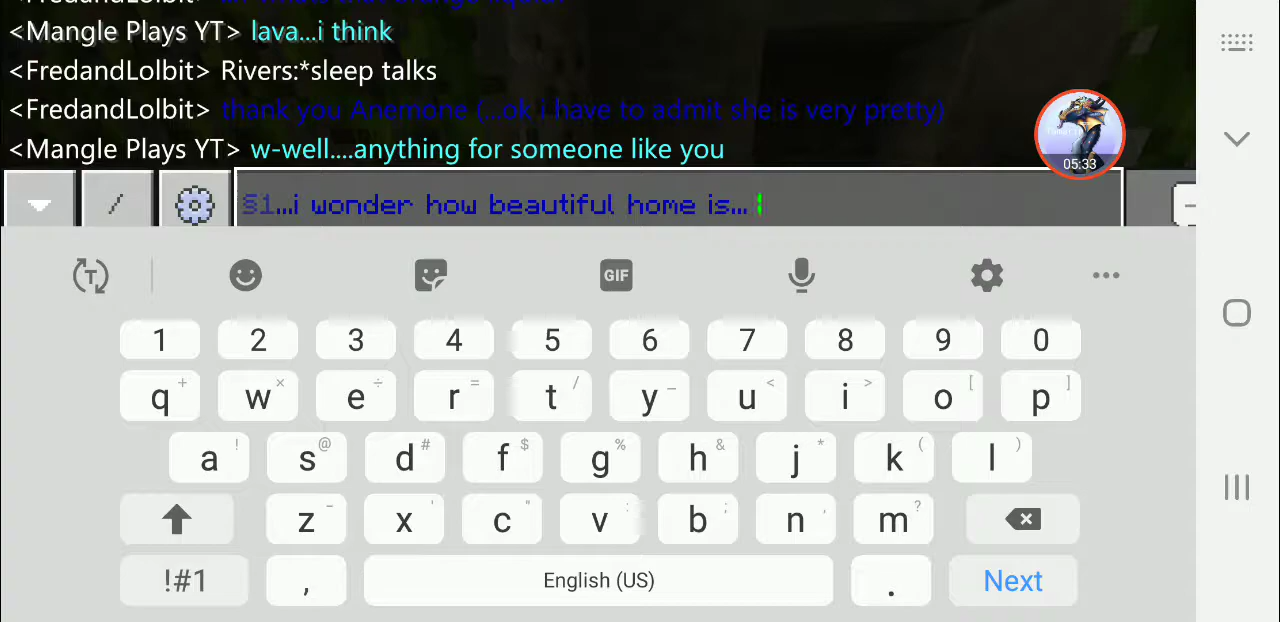 <Mangle Plays YT> lava...i think
<FredandLolbit> Rivers:*sleep talks
<FredandLolbit> thank you Anemone (...ok i have to admit she is very pretty)
<Mangle Plays YT> w-well....anything for someone like you
/ §1...i wonder how beautiful home is...
05:33
T GIF
1 2 3 4 5 6 7 8 9 0
q + w × e ÷ r = t / y _ u < i > o [ p ]
a ! s @ d # f $ g % h & j * k ( l )
z - x ' c " v : b ; n , m ?
!#1 , English (US) . Next